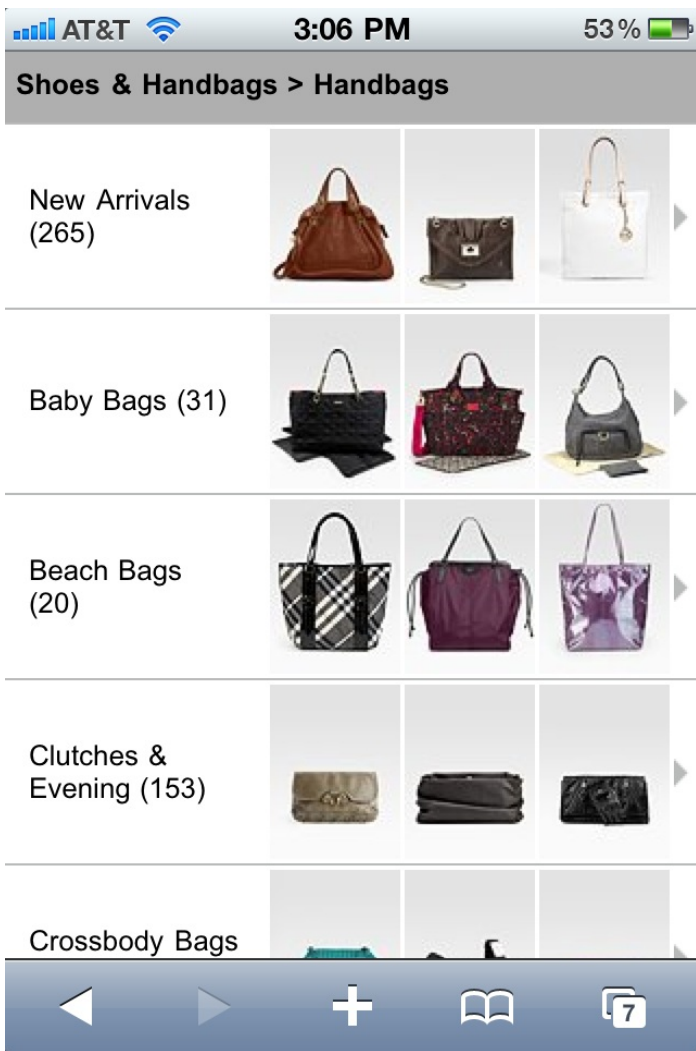 AT&T 3:06 PM 53%
Shoes & Handbags > Handbags
New Arrivals
(265)
Baby Bags (31)
Beach Bags
(20)
Clutches &
Evening (153)
Crossbody Bags
7